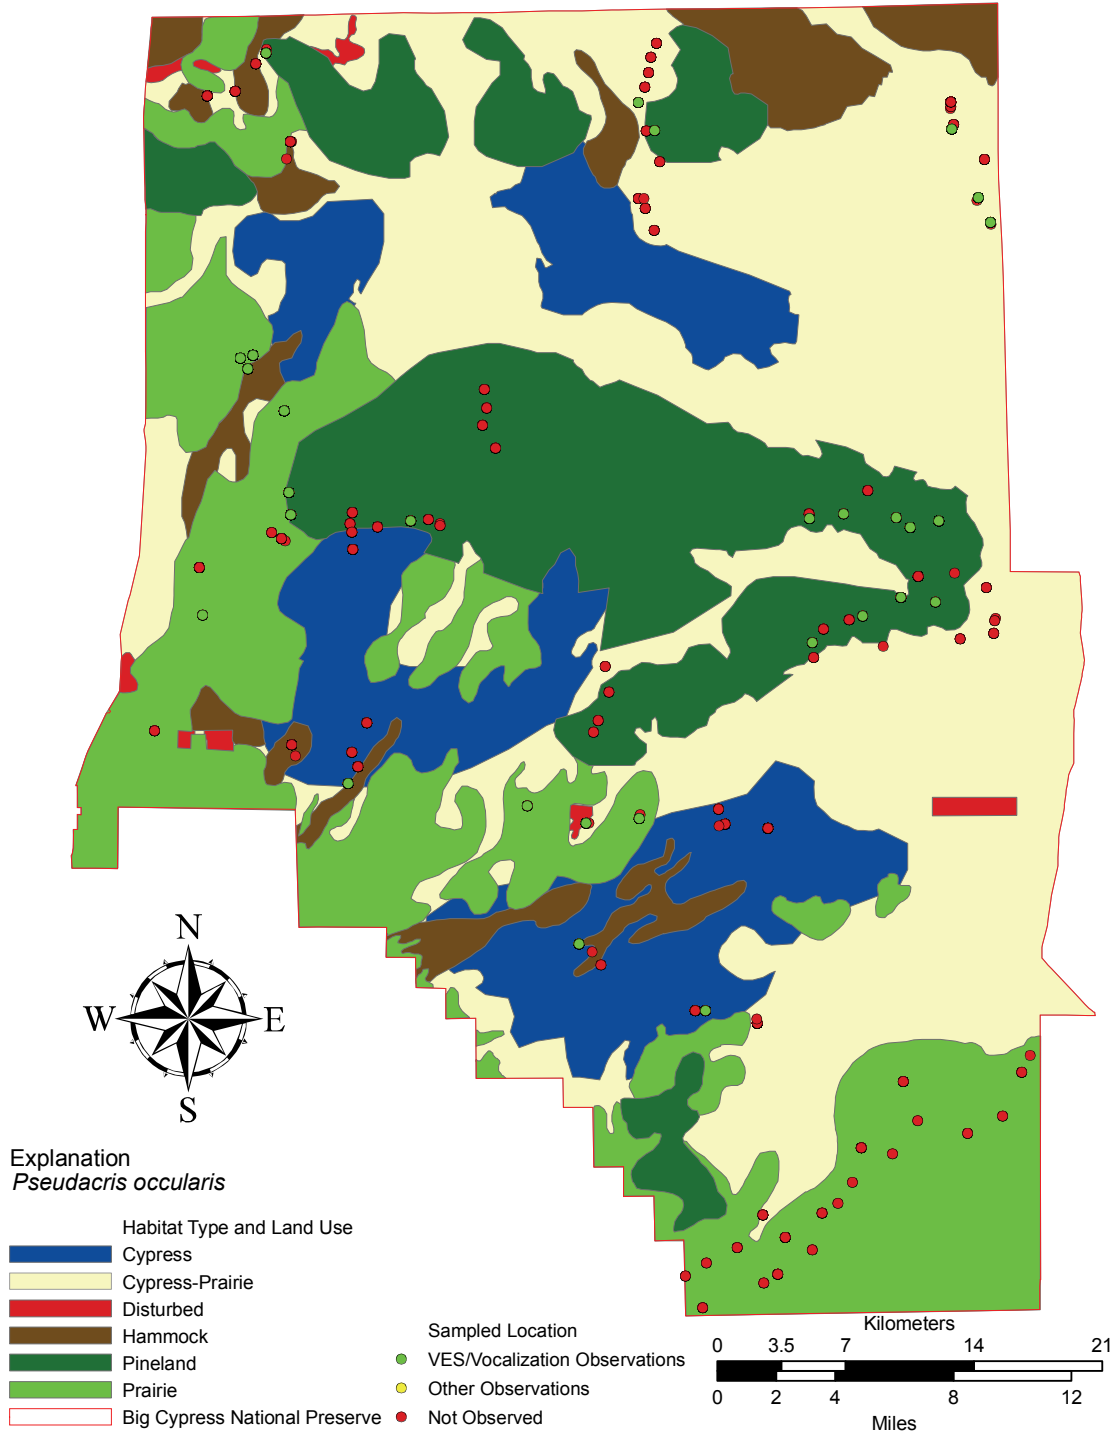 N
W
E
S
Explanation
Pseudacris occularis
Habitat Type and Land Use
Cypress
Cypress-Prairie
Disturbed
Hammock
Pineland
Prairie
Big Cypress National Preserve
Sampled Location
VES/Vocalization Observations
Other Observations
Not Observed
Kilometers
0 3.5 7 14 21
0 2 4 8 12
Miles